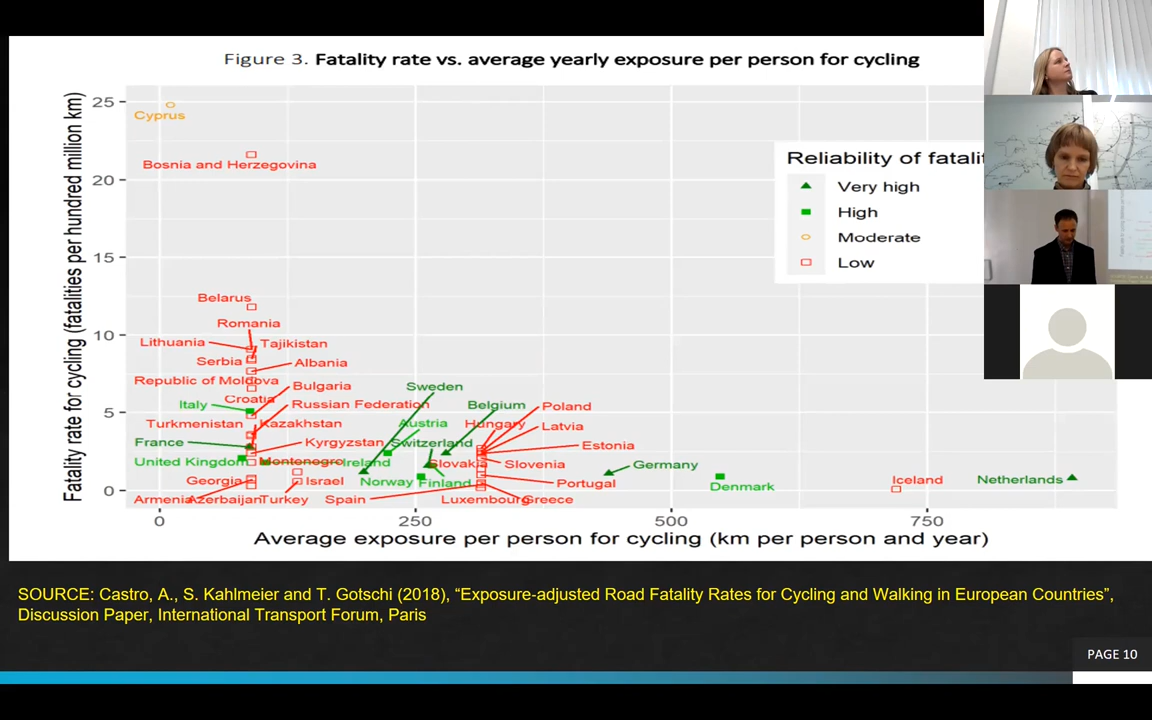 Figure 3. Fatality rate vs. average yearly exposure per person for cycling
Fatality rate for cycling (fatalities per hundred million km)
25
20
15
10
5
0
Cyprus
Bosnia and Herzegovina
Reliability of fatali
Very high
High
Moderate
Low
Belarus
Romania
Lithuania
Tajikistan
Serbia
Albania
Republic of Moldova
Bulgaria
Sweden
Croatia
Italy
Russian Federation
Belgium
Poland
Turkmenistan
Kazakhstan
Austria
Hungary
Latvia
France
Kyrgyzstan
Switzerland
Estonia
United Kingdom
Montenegro
Ireland
Slovakia
Slovenia
Germany
Georgia
Israel
Norway
Finland
Portugal
Denmark
Iceland
Netherlands
Armenia
Azerbaijan
Turkey
Spain
Luxembourg
Greece
0
250
500
750
Average exposure per person for cycling (km per person and year)
SOURCE: Castro, A., S. Kahlmeier and T. Gotschi (2018), “Exposure-adjusted Road Fatality Rates for Cycling and Walking in European Countries”,
Discussion Paper, International Transport Forum, Paris
PAGE 10